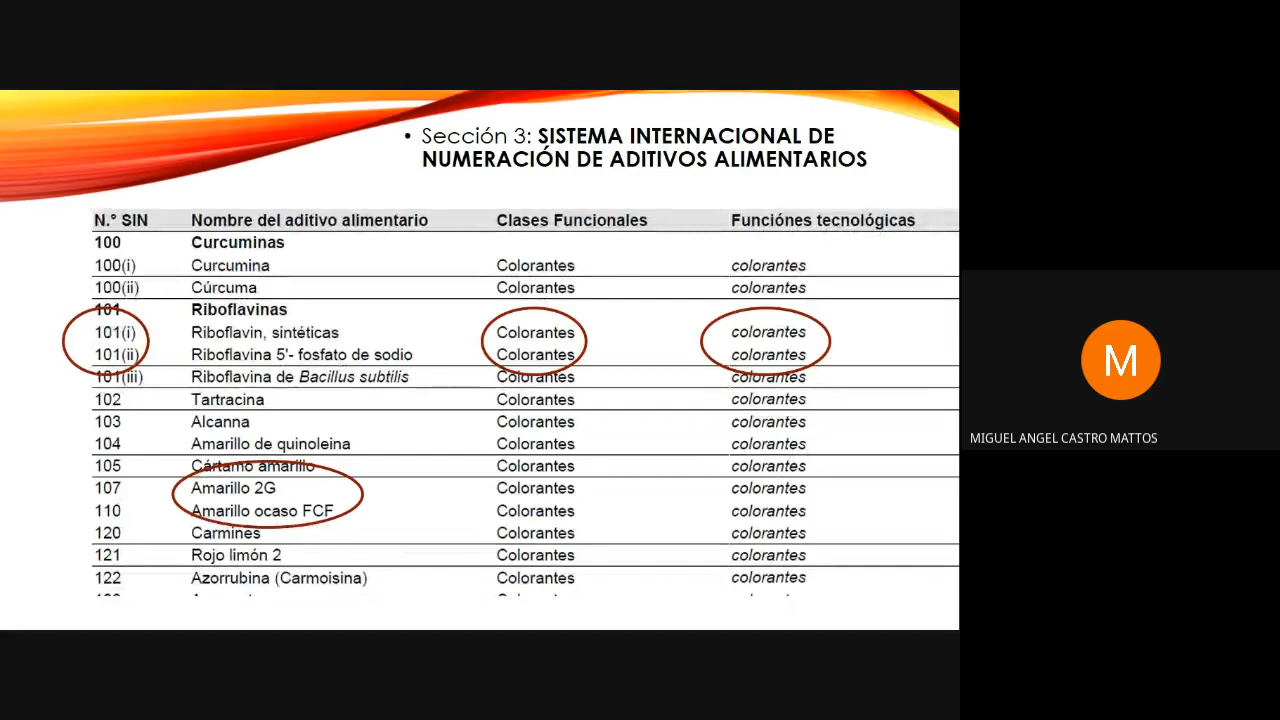 • Sección 3: SISTEMA INTERNACIONAL DE
NUMERACIÓN DE ADITIVOS ALIMENTARIOS
N.° SIN Nombre del aditivo alimentario Clases Funcionales Funciónes tecnológicas
100 Curcuminas
100(i) Curcumina Colorantes colorantes
100(ii) Cúrcuma Colorantes colorantes
101 Riboflavinas
101(i) Riboflavin, sintéticas Colorantes colorantes
101(ii) Riboflavina 5'- fosfato de sodio Colorantes colorantes
101(iii) Riboflavina de Bacillus subtilis Colorantes colorantes
102 Tartracina Colorantes colorantes
103 Alcanna Colorantes colorantes
104 Amarillo de quinoleina Colorantes colorantes
105 Cártamo amarillo Colorantes colorantes
107 Amarillo 2G Colorantes colorantes
110 Amarillo ocaso FCF Colorantes colorantes
120 Carmines Colorantes colorantes
121 Rojo limón 2 Colorantes colorantes
122 Azorrubina (Carmoisina) Colorantes colorantes
M
MIGUEL ANGEL CASTRO MATTOS